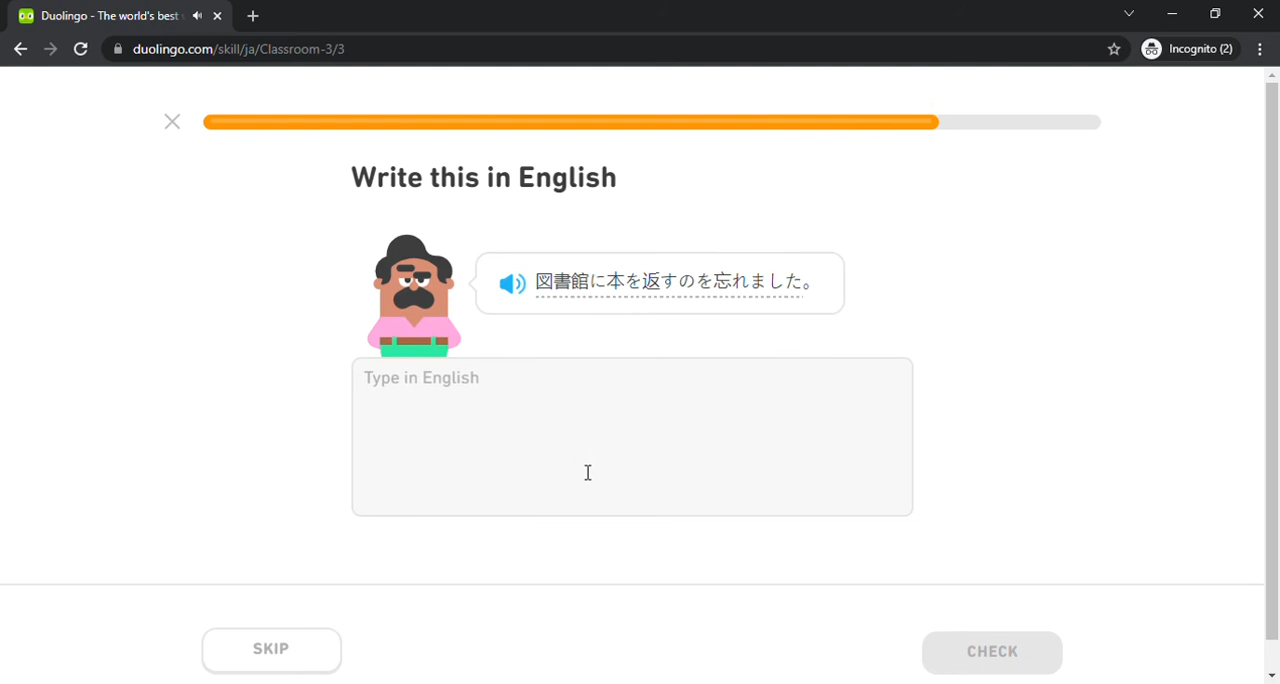 Duolingo - The world's best
duolingo.com/skill/ja/Classroom-3/3
Incognito (2)
Write this in English
図書館に本を返すのを忘れました。
Type in English
SKIP
CHECK